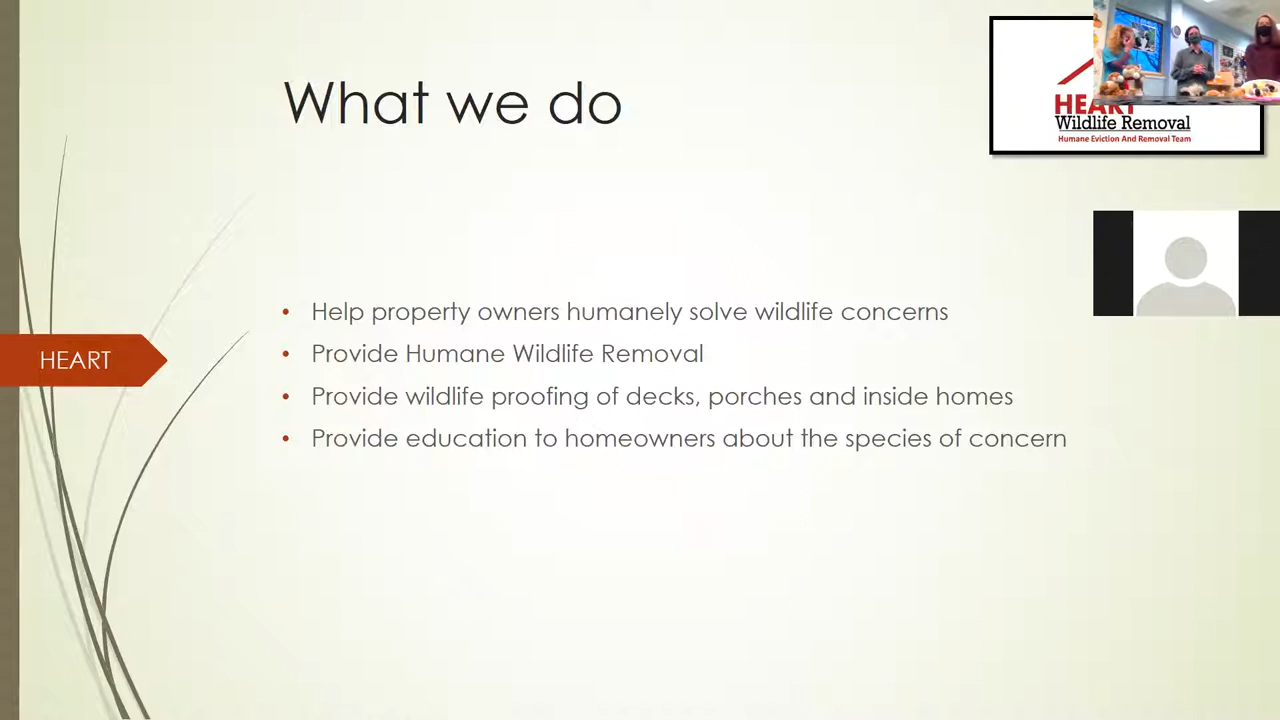 What we do
HEART
Wildlife Removal
Humane Eviction And Removal Team
• Help property owners humanely solve wildlife concerns
• Provide Humane Wildlife Removal
HEART
• Provide wildlife proofing of decks, porches and inside homes
• Provide education to homeowners about the species of concern